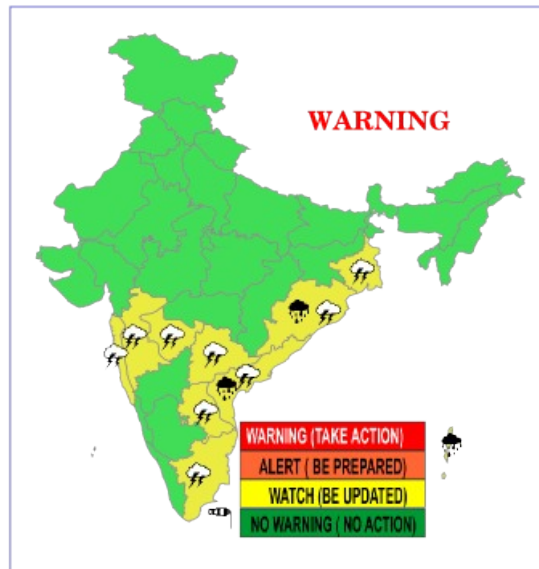 WARNING
WARNING (TAKE ACTION)
ALERT ( BE PREPARED)
WATCH (BE UPDATED)
NO WARNING ( NO ACTION)